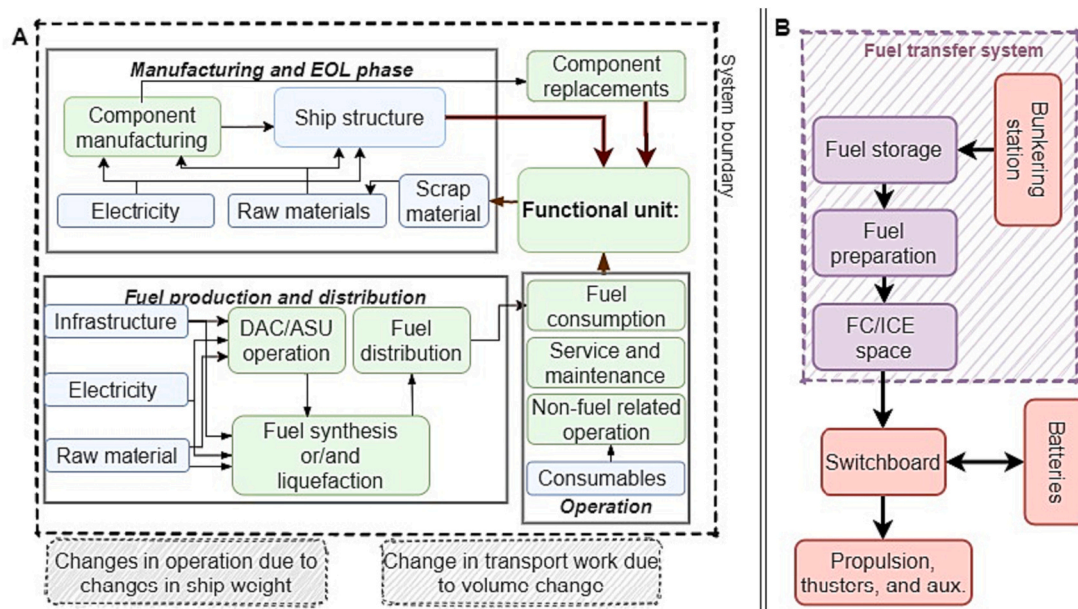 A
Manufacturing and EOL phase
Component
manufacturing
Ship structure
Component
replacements
Electricity
Raw materials
Scrap
material
Functional unit:
System boundary
Fuel production and distribution
Infrastructure
Electricity
Raw material
DAC/ASU
operation
Fuel
distribution
Fuel synthesis
or/and
liquefaction
Fuel
consumption
Service and
maintenance
Non-fuel related
operation
Consumables
Operation
Changes in operation due to
changes in ship weight
Change in transport work due
to volume change
B
Fuel transfer system
Bunkering
station
Fuel storage
Fuel
preparation
FC/ICE
space
Switchboard
Batteries
Propulsion,
thrusters, and aux.